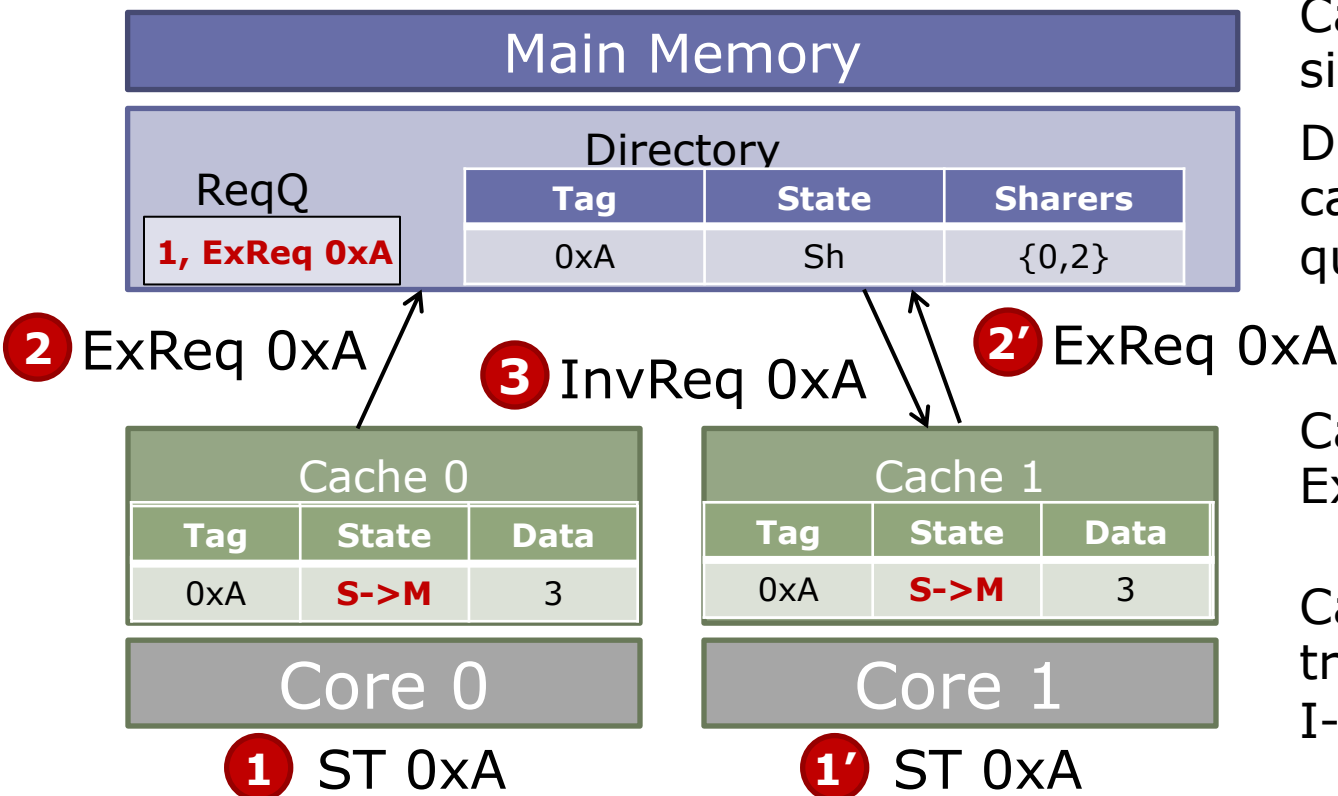 Main Memory
Directory
ReqQ
1, ExReq 0xA
Tag State Sharers
0xA Sh {0,2}
2 ExReq 0xA
3 InvReq 0xA
2′ ExReq 0xA
Cache 0
Tag State Data
0xA S->M 3
Core 0
1 ST 0xA
Cache 1
Tag State Data
0xA S->M 3
Core 1
1′ ST 0xA